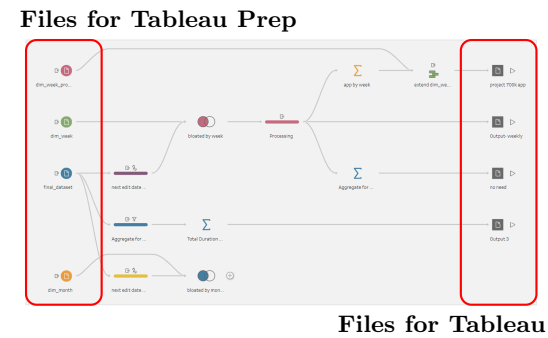 Files for Tableau Prep
dim_week_pro...
app by week
extend dim_we...
project 700k app
dim_week
bloated by week
Processing
Output-weekly
final_dataset
next edit date ...
Aggregate for ...
no need
Aggregate for ...
Total Duration...
Output 3
dim_month
next edit date ...
bloated by mon...
Files for Tableau